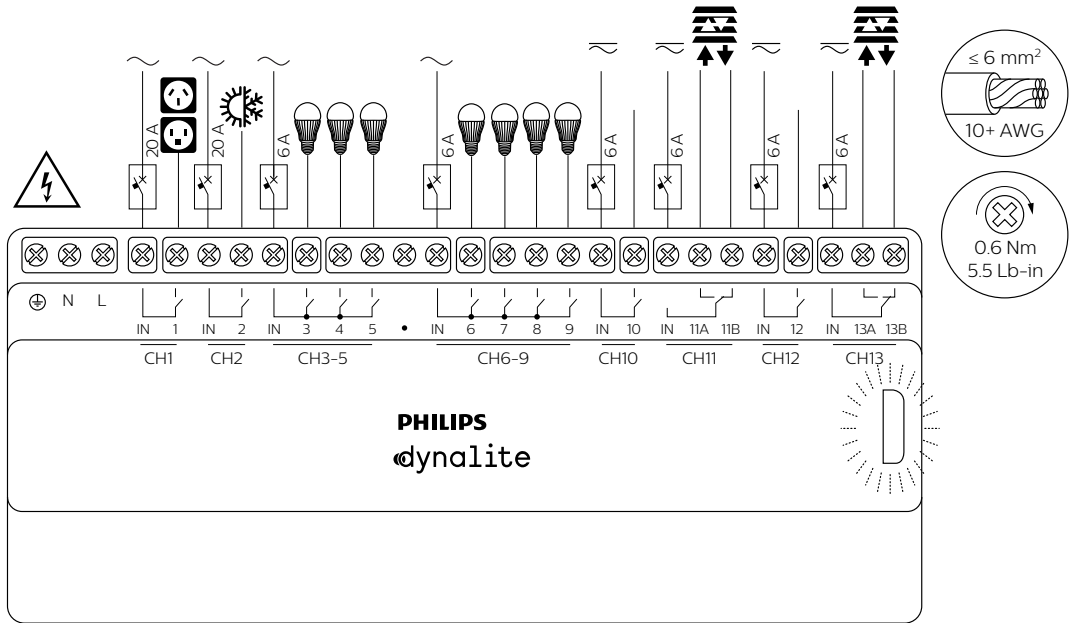 20 A
20 A
6 A
6 A
6 A
6 A
6 A
6 A
≤ 6 mm²
10+ AWG
0.6 Nm
5.5 Lb-in
N L
IN 1 IN 2 IN 3 4 5 • IN 6 7 8 9 IN 10 IN 11A 11B IN 12 IN 13A 13B
CH1 CH2 CH3-5 CH6-9 CH10 CH11 CH12 CH13
PHILIPS
dynalite